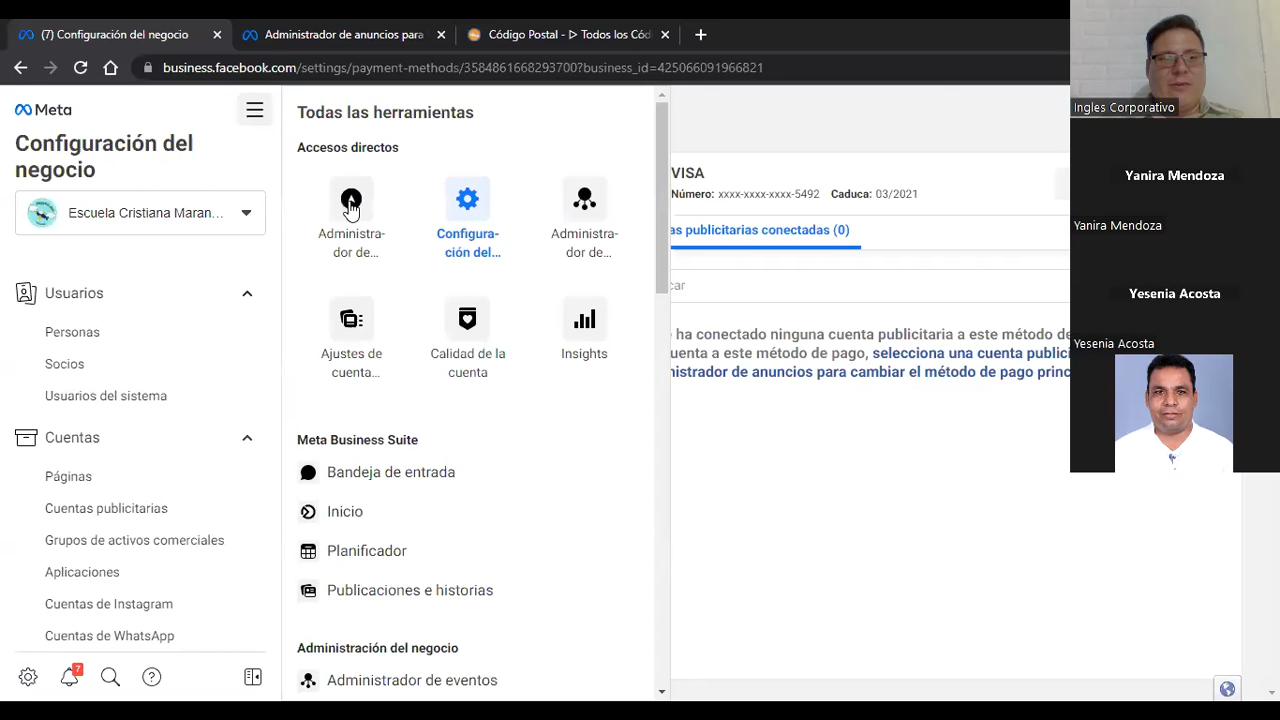 (7) Configuración del negocio
Administrador de anuncios para
Código Postal - ▷ Todos los Cód
business.facebook.com/settings/payment-methods/3584861668293700?business_id=425066091966821
Meta
Configuración del
negocio
Escuela Cristiana Maran...
Usuarios
Personas
Socios
Usuarios del sistema
Cuentas
Páginas
Cuentas publicitarias
Grupos de activos comerciales
Aplicaciones
Cuentas de Instagram
Cuentas de WhatsApp
7
Todas las herramientas
Accesos directos
Administra-
dor de...
Configura-
ción del...
Administra-
dor de...
Ajustes de
cuenta...
Calidad de la
cuenta
Insights
Meta Business Suite
Bandeja de entrada
Inicio
Planificador
Publicaciones e historias
Administración del negocio
Administrador de eventos
VISA
Número: xxxx-xxxx-xxxx-5492 Caduca: 03/2021
as publicitarias conectadas (0)
car
ha conectado ninguna cuenta publicitaria a este método de
uenta a este método de pago, selecciona una cuenta public
nistrador de anuncios para cambiar el método de pago princ
Ingles Corporativo
Yanira Mendoza
Yanira Mendoza
Yesenia Acosta
Yesenia Acosta